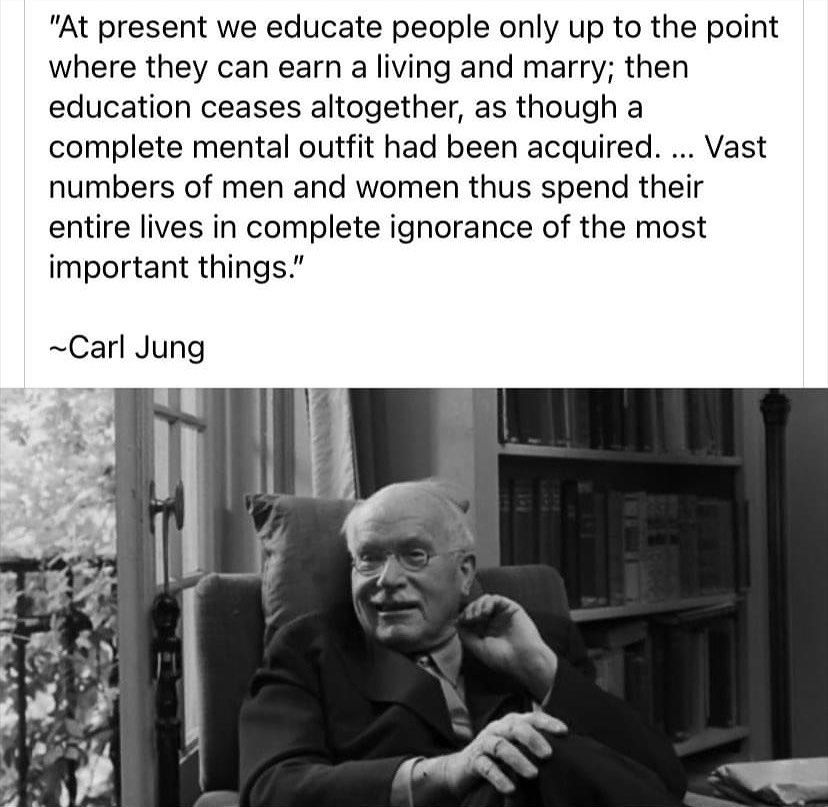 "At present we educate people only up to the point
where they can earn a living and marry; then
education ceases altogether, as though a
complete mental outfit had been acquired. ... Vast
numbers of men and women thus spend their
entire lives in complete ignorance of the most
important things."
~Carl Jung